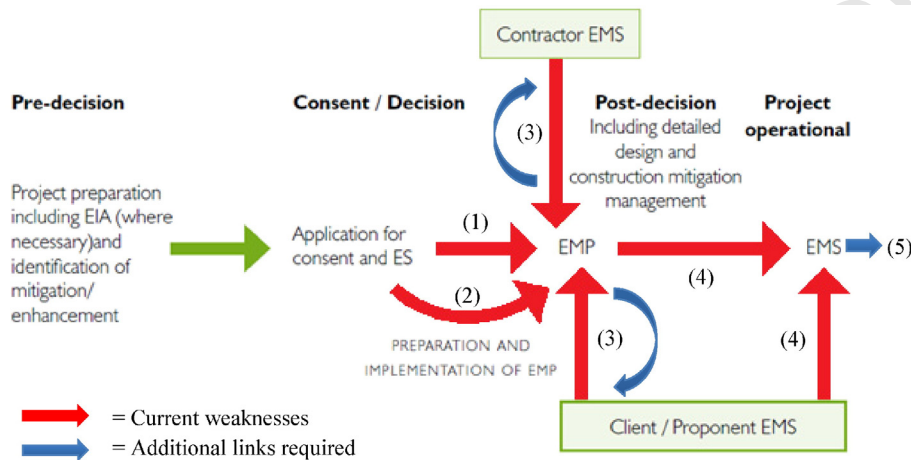 Contractor EMS
Pre-decision
Consent / Decision
Post-decision
Including detailed
design and
construction mitigation
management
Project
operational
(3)
Project preparation
including EIA (where
necessary)and
identification of
mitigation/
enhancement
Application for
consent and ES
(1)
EMP
(4)
EMS
(5)
(2)
(3)
(4)
PREPARATION AND
IMPLEMENTATION OF EMP
Client / Proponent EMS
= Current weaknesses
= Additional links required